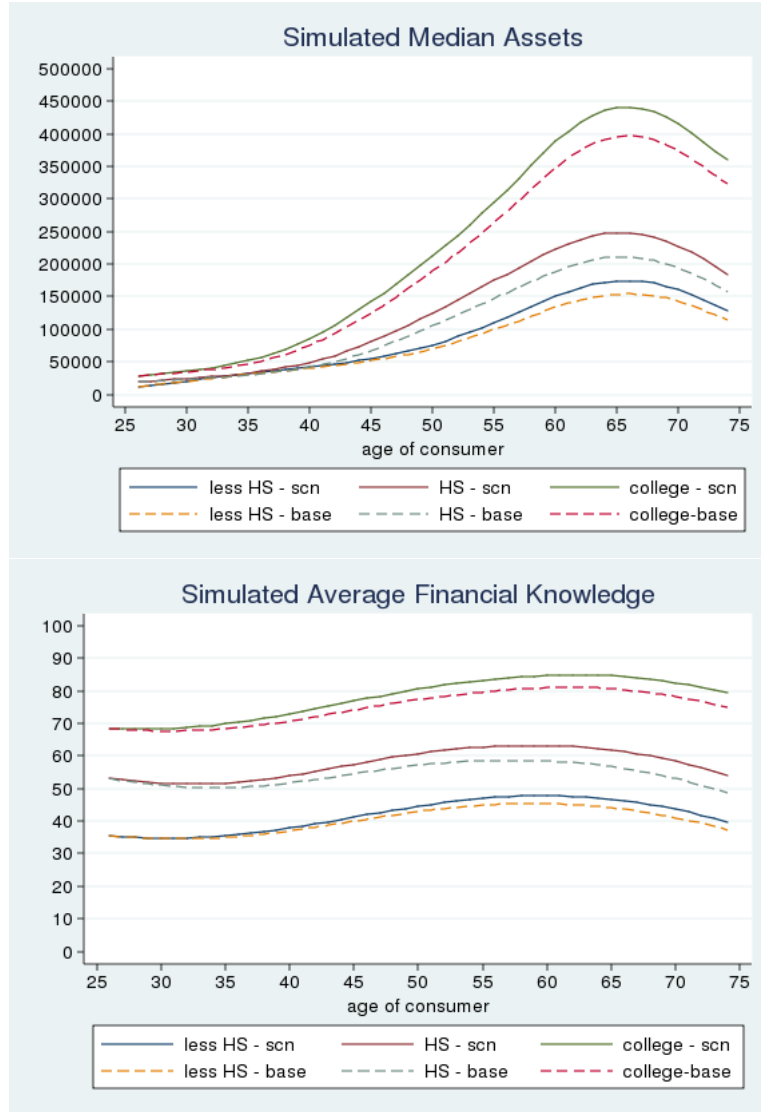 Simulated Median Assets
500000
450000
400000
350000
300000
250000
200000
150000
100000
50000
0
25 30 35 40 45 50 55 60 65 70 75
age of consumer
less HS - scn HS - scn college - scn
less HS - base HS - base college-base
Simulated Average Financial Knowledge
100
90
80
70
60
50
40
30
20
10
0
25 30 35 40 45 50 55 60 65 70 75
age of consumer
less HS - scn HS - scn college - scn
less HS - base HS - base college-base